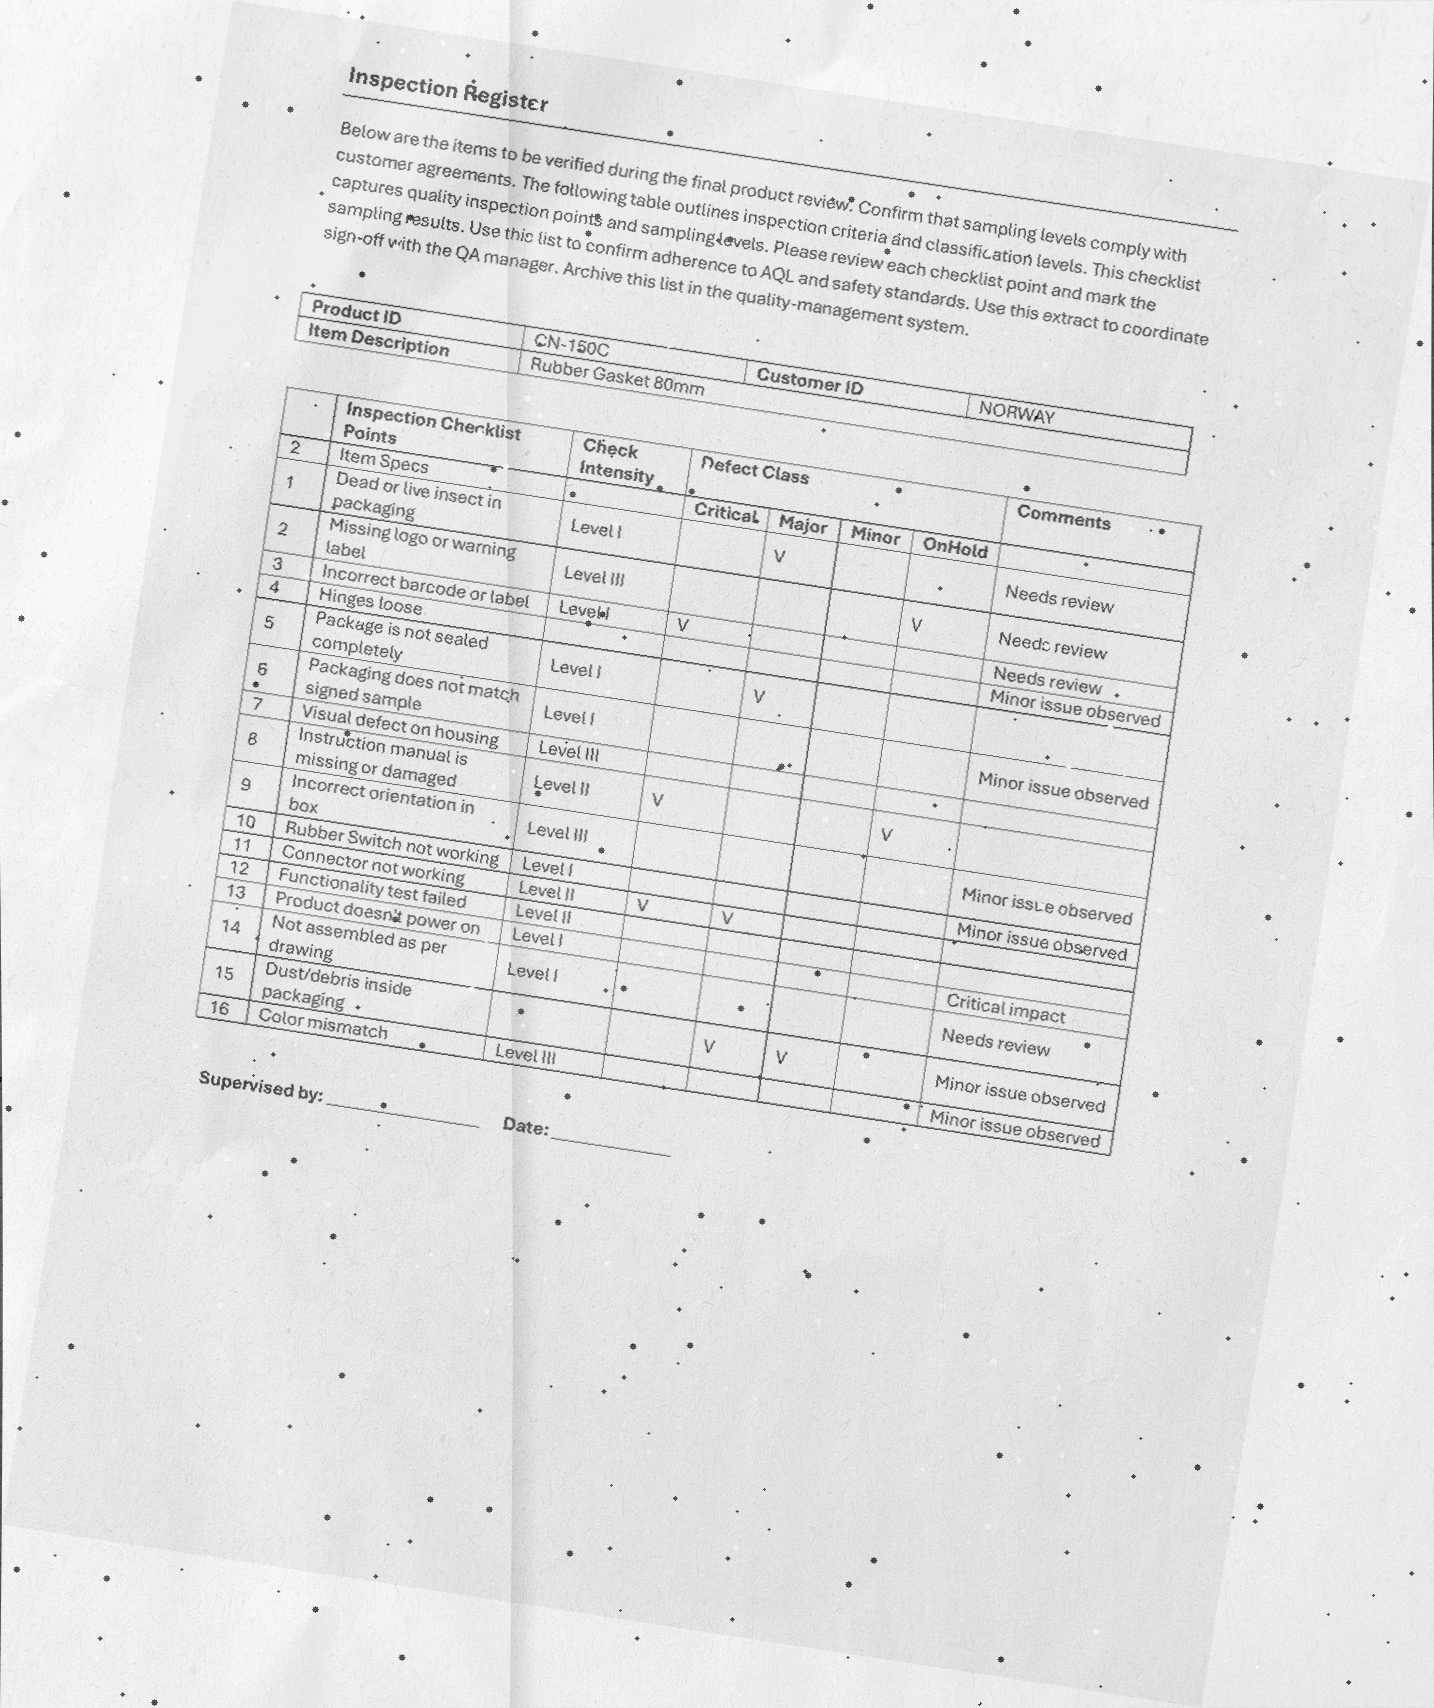 Inspection Register
Below are the items to be verified during the final product review. Confirm that sampling levels comply with
customer agreements. The following table outlines inspection criteria and classification levels. This checklist
captures quality inspection points and sampling levels. Please review each checklist point and mark the
sampling results. Use this list to confirm adherence to AQL and safety standards. Use this extract to coordinate
sign-off with the QA manager. Archive this list in the quality-management system.
Product ID CN-150C Customer ID NORWAY
Item Description Rubber Gasket 80mm
Inspection Checklist Check Defect Class Comments
Points Intensity
2 Item Specs Critical Major Minor OnHold
1 Dead or live insect in Level I V Needs review
packaging
2 Missing logo or warning Level III V Needs review
label
3 Incorrect barcode or label Level I V Needs review
4 Hinges loose Minor issue observed
5 Package is not sealed Level I V
completely
6 Packaging does not match Level I Minor issue observed
signed sample
7 Visual defect on housing Level III
8 Instruction manual is Level II V V
missing or damaged
9 Incorrect orientation in Level III Minor issue observed
box
10 Rubber Switch not working Level I Minor issue observed
11 Connector not working Level II V V
12 Functionality test failed Level II
13 Product doesn't power on Level I Critical impact
14 Not assembled as per Level I Needs review
drawing
15 Dust/debris inside V V Minor issue observed
packaging
16 Color mismatch Level III Minor issue observed
Supervised by: Date: